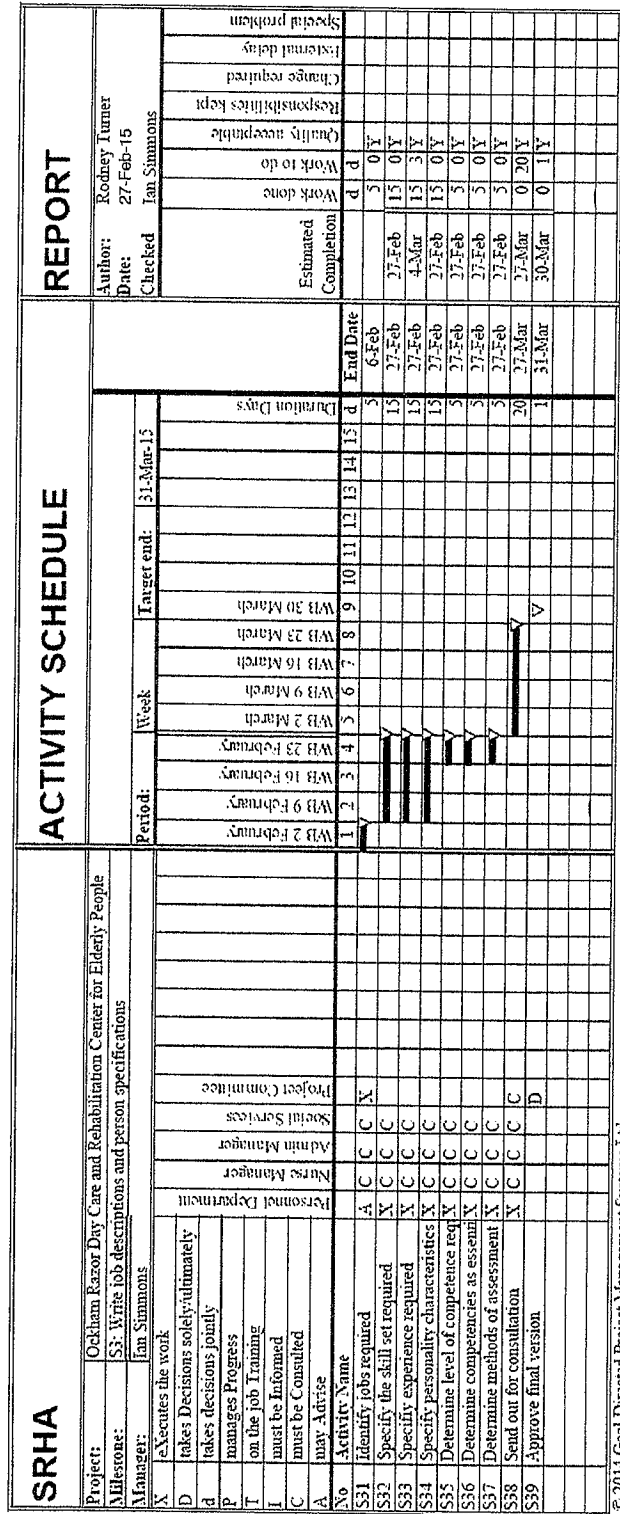 SRHA
ACTIVITY SCHEDULE
REPORT
Project: Ockham Razor Day Care and Rehabilitation Center for Elderly People
Milestone: S3: Write job descriptions and person specifications
Manager: Ian Simmons
Period: Week Target end: 31-Mar-15
Author: Rodney Turner
Date: 27-Feb-15
Checked Ian Simmons
X eXecutes the work
D takes Decisions solely/ultimately
d takes decisions jointly
P manages Progress
T on the job Training
I must be Informed
C must be Consulted
A may Advise
Personnel Department
Nurse Manager
Admin Manager
Social Services
Project Committee
WB 2 February
WB 9 February
WB 16 February
WB 23 February
WB 2 March
WB 9 March
WB 16 March
WB 23 March
WB 30 March
Duration Days
Estimated
Completion
Work done
Work to do
Quality acceptable
Responsibilities kept
Change required
External delay
Special problem
No Activity Name 1 2 3 4 5 6 7 8 9 10 11 12 13 14 15 d End Date d d
S31 Identify jobs required A C C C X 5 6-Feb 5 0 Y
S32 Specify the skill set required X C C C 15 27-Feb 27-Feb 15 0 Y
S33 Specifiy experience required X C C C 15 27-Feb 4-Mar 15 3 Y
S34 Specify personality characteristics X C C C 15 27-Feb 27-Feb 15 0 Y
S35 Determine level of competence req X C C C 5 27-Feb 27-Feb 5 0 Y
S36 Determine competencies as essenti X C C C 5 27-Feb 27-Feb 5 0 Y
S37 Determine methods of assessment X C C C 5 27-Feb 27-Feb 5 0 Y
S38 Send out for consultation X C C C C 20 27-Mar 27-Mar 0 20 Y
S39 Approve final version D 1 31-Mar 30-Mar 0 1 Y
© 2011 Goal Directed Project Management Systems Ltd